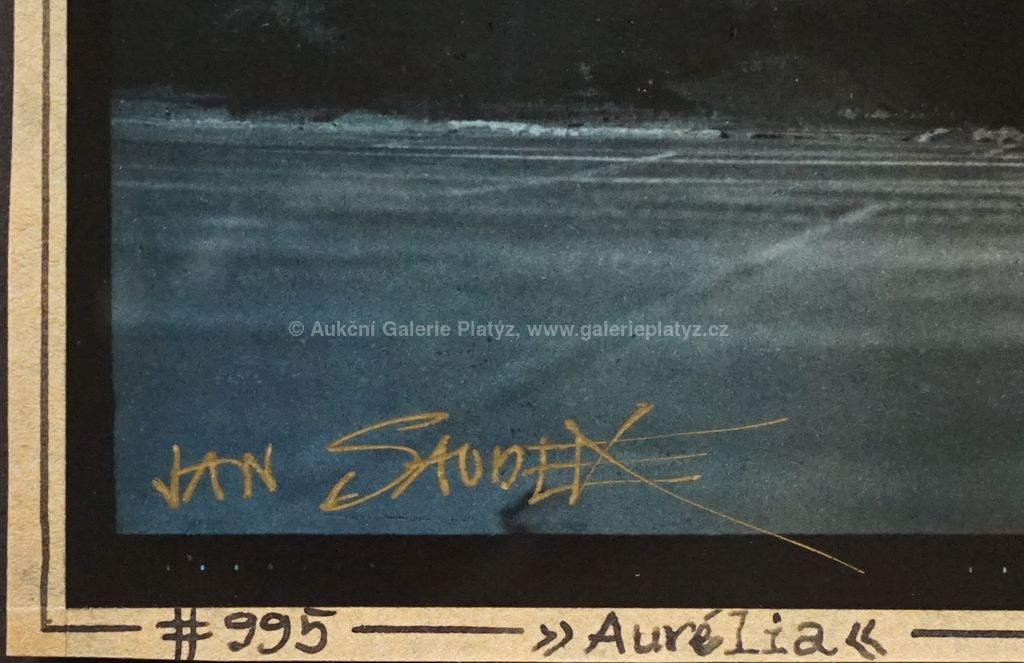 © Aukční Galerie Platýz, www.galerieplatyz.cz
JAN SAUDEK
#995 — »Aurélia« —